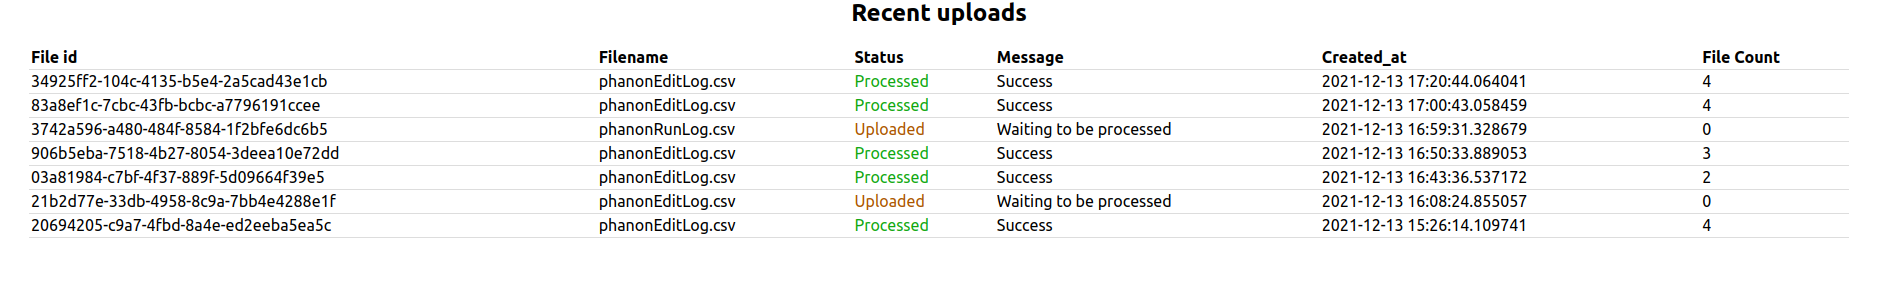 Recent uploads
File id Filename Status Message Created_at File Count
34925ff2-104c-4135-b5e4-2a5cad43e1cb phanonEditLog.csv Processed Success 2021-12-13 17:20:44.064041 4
83a8ef1c-7cbc-43fb-bcbc-a7796191ccee phanonEditLog.csv Processed Success 2021-12-13 17:00:43.058459 4
3742a596-a480-484f-8584-1f2bfe6dc6b5 phanonRunLog.csv Uploaded Waiting to be processed 2021-12-13 16:59:31.328679 0
906b5eba-7518-4b27-8054-3deea10e72dd phanonEditLog.csv Processed Success 2021-12-13 16:50:33.889053 3
03a81984-c7bf-4f37-889f-5d09664f39e5 phanonEditLog.csv Processed Success 2021-12-13 16:43:36.537172 2
21b2d77e-33db-4958-8c9a-7bb4e4288e1f phanonEditLog.csv Uploaded Waiting to be processed 2021-12-13 16:08:24.855057 0
20694205-c9a7-4fbd-8a4e-ed2eeba5ea5c phanonEditLog.csv Processed Success 2021-12-13 15:26:14.109741 4